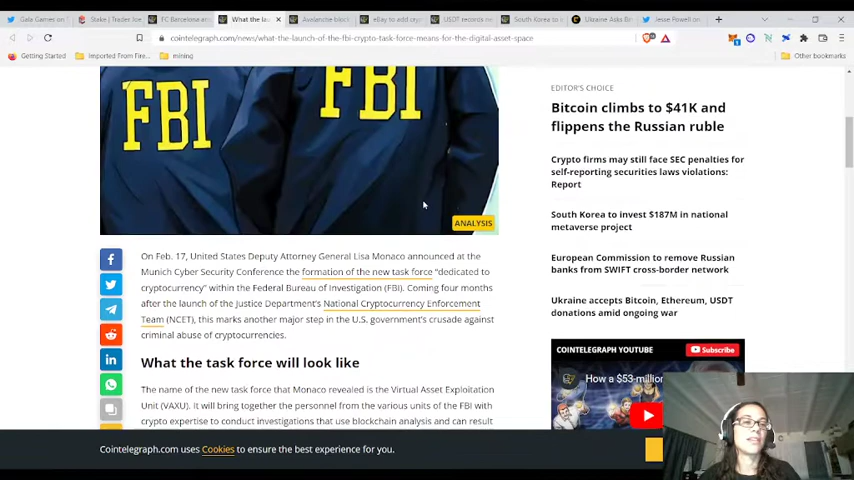 Gala Games on
Stake | Trader Joe
FC Barcelona an
What the lau
Avalanche block
eBay to add cry
USDT records n
South Korea to
Ukraine Asks Bi
Jesse Powell on
cointelegraph.com/news/what-the-launch-of-the-fbi-crypto-task-force-means-for-the-digital-asset-space
Getting Started
Imported From Fire...
mining
Other bookmarks
FBI
FBI
ANALYSIS
On Feb. 17, United States Deputy Attorney General Lisa Monaco announced at the
Munich Cyber Security Conference the formation of the new task force “dedicated to
cryptocurrency” within the Federal Bureau of Investigation (FBI). Coming four months
after the launch of the Justice Department’s National Cryptocurrency Enforcement
Team (NCET), this marks another major step in the U.S. government’s crusade against
criminal abuse of cryptocurrencies.
What the task force will look like
The name of the new task force that Monaco revealed is the Virtual Asset Exploitation
Unit (VAXU). It will bring together the personnel from the various units of the FBI with
crypto expertise to conduct investigations that use blockchain analysis and can result
EDITOR'S CHOICE
Bitcoin climbs to $41K and
flippens the Russian ruble
Crypto firms may still face SEC penalties for
self-reporting securities laws violations:
Report
South Korea to invest $187M in national
metaverse project
European Commission to remove Russian
banks from SWIFT cross-border network
Ukraine accepts Bitcoin, Ethereum, USDT
donations amid ongoing war
COINTELEGRAPH YOUTUBE
Subscribe
How a $53-million
Cointelegraph.com uses Cookies to ensure the best experience for you.